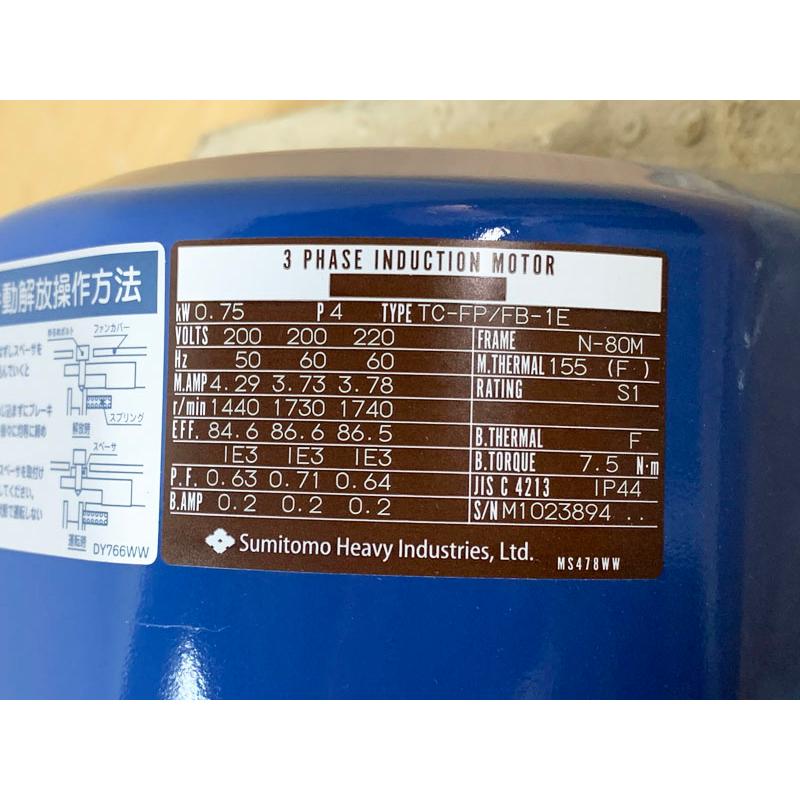 動解放操作方法
ファンカバー
スプリング
解放時
スペーサ
運転時
DY766WW
3 PHASE INDUCTION MOTOR
kW 0.75 P 4 TYPE TC-FP/FB-1E
VOLTS 200 200 220 FRAME N-80M
Hz 50 60 60 M.THERMAL 155 (F )
M.AMP 4.29 3.73 3.78 RATING S1
r/min 1440 1730 1740
EFF. 84.6 86.6 86.5 B.THERMAL F
IE3 IE3 IE3 B.TORQUE 7.5 N·m
P.F. 0.63 0.71 0.64 JIS C 4213 IP44
B.AMP 0.2 0.2 0.2 S/N M1023894 ..
Sumitomo Heavy Industries, Ltd.
MS478WW